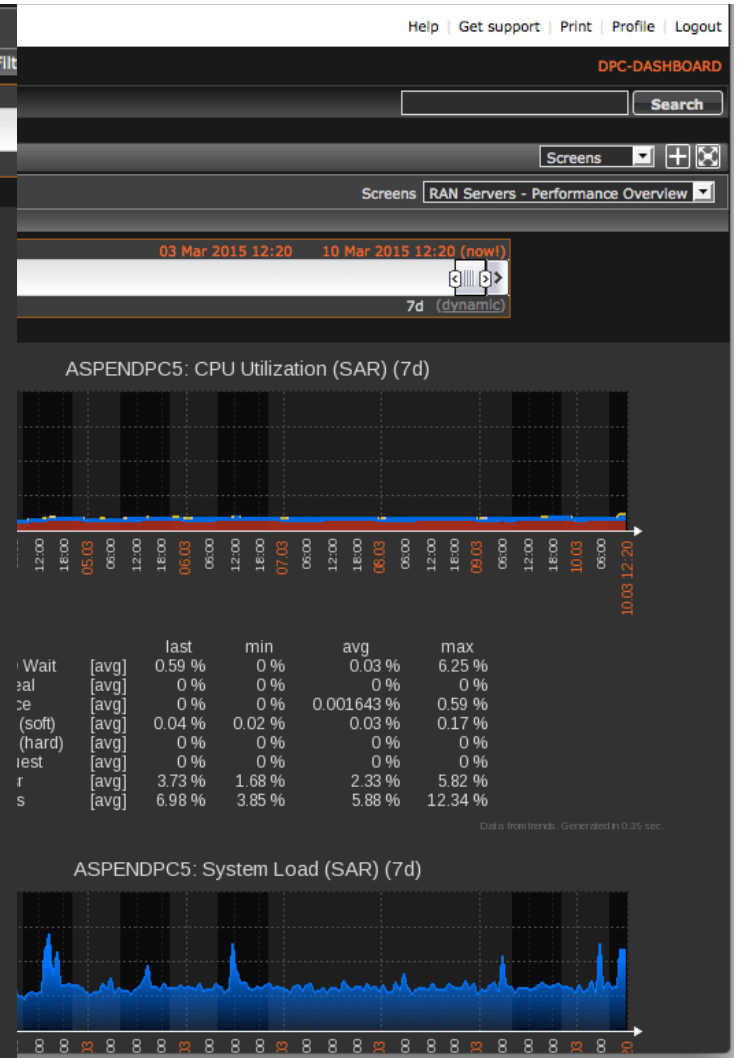 Help | Get support | Print | Profile | Logout
Filt
DPC-DASHBOARD
Search
Screens
Screens RAN Servers - Performance Overview
03 Mar 2015 12:20 10 Mar 2015 12:20 (now!)
7d (dynamic)
ASPENDPC5: CPU Utilization (SAR) (7d)
12:00 18:00 05.03 06:00 12:00 18:00 06.03 06:00 12:00 18:00 07.03 06:00 12:00 18:00 08.03 06:00 12:00 18:00 09.03 06:00 12:00 18:00 10.03 06:00 10.03 12:20
last min avg max
Wait [avg] 0.59 % 0 % 0.03 % 6.25 %
eal [avg] 0 % 0 % 0 % 0 %
ce [avg] 0 % 0 % 0.001643 % 0.59 %
(soft) [avg] 0.04 % 0.02 % 0.03 % 0.17 %
(hard) [avg] 0 % 0 % 0 % 0 %
uest [avg] 0 % 0 % 0 % 0 %
r [avg] 3.73 % 1.68 % 2.33 % 5.82 %
s [avg] 6.98 % 3.85 % 5.88 % 12.34 %
Data from trends. Generated in 0.35 sec.
ASPENDPC5: System Load (SAR) (7d)